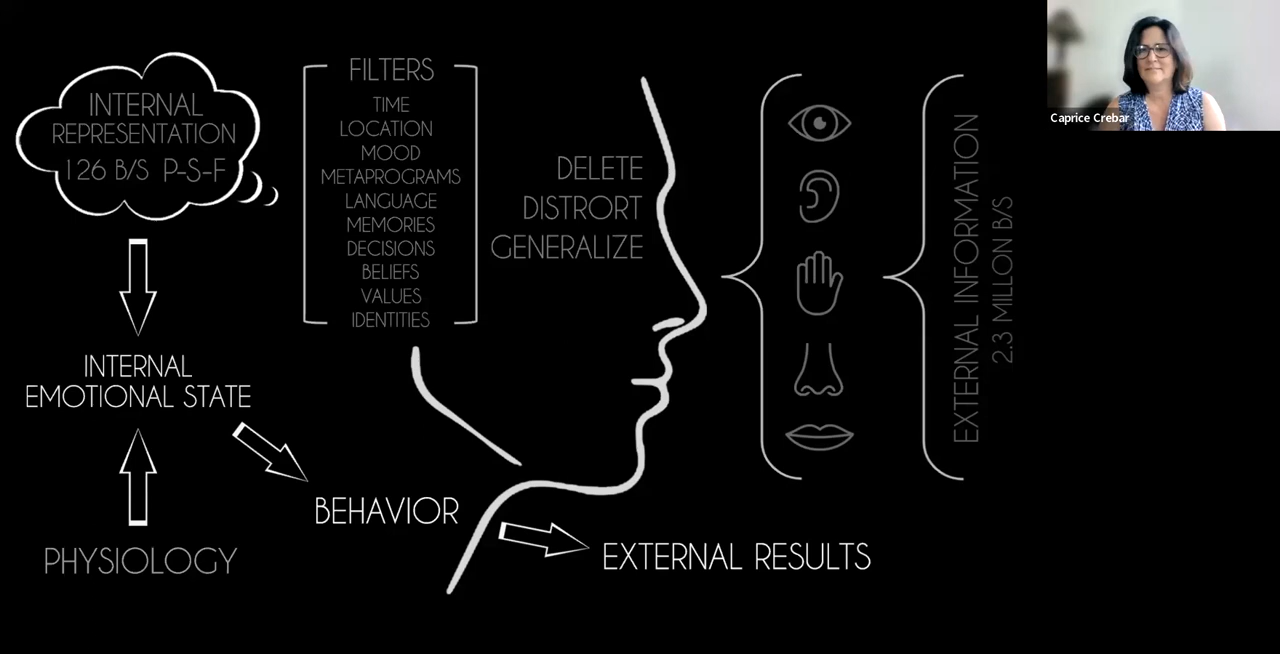 INTERNAL
REPRESENTATION
126 B/S P-S-F
INTERNAL
EMOTIONAL STATE
PHYSIOLOGY
FILTERS
TIME
LOCATION
MOOD
METAPROGRAMS
LANGUAGE
MEMORIES
DECISIONS
BELIEFS
VALUES
IDENTITIES
DELETE
DISTRORT
GENERALIZE
BEHAVIOR
EXTERNAL RESULTS
EXTERNAL INFORMATION
2.3 MILLON B/S
Caprice Crebar